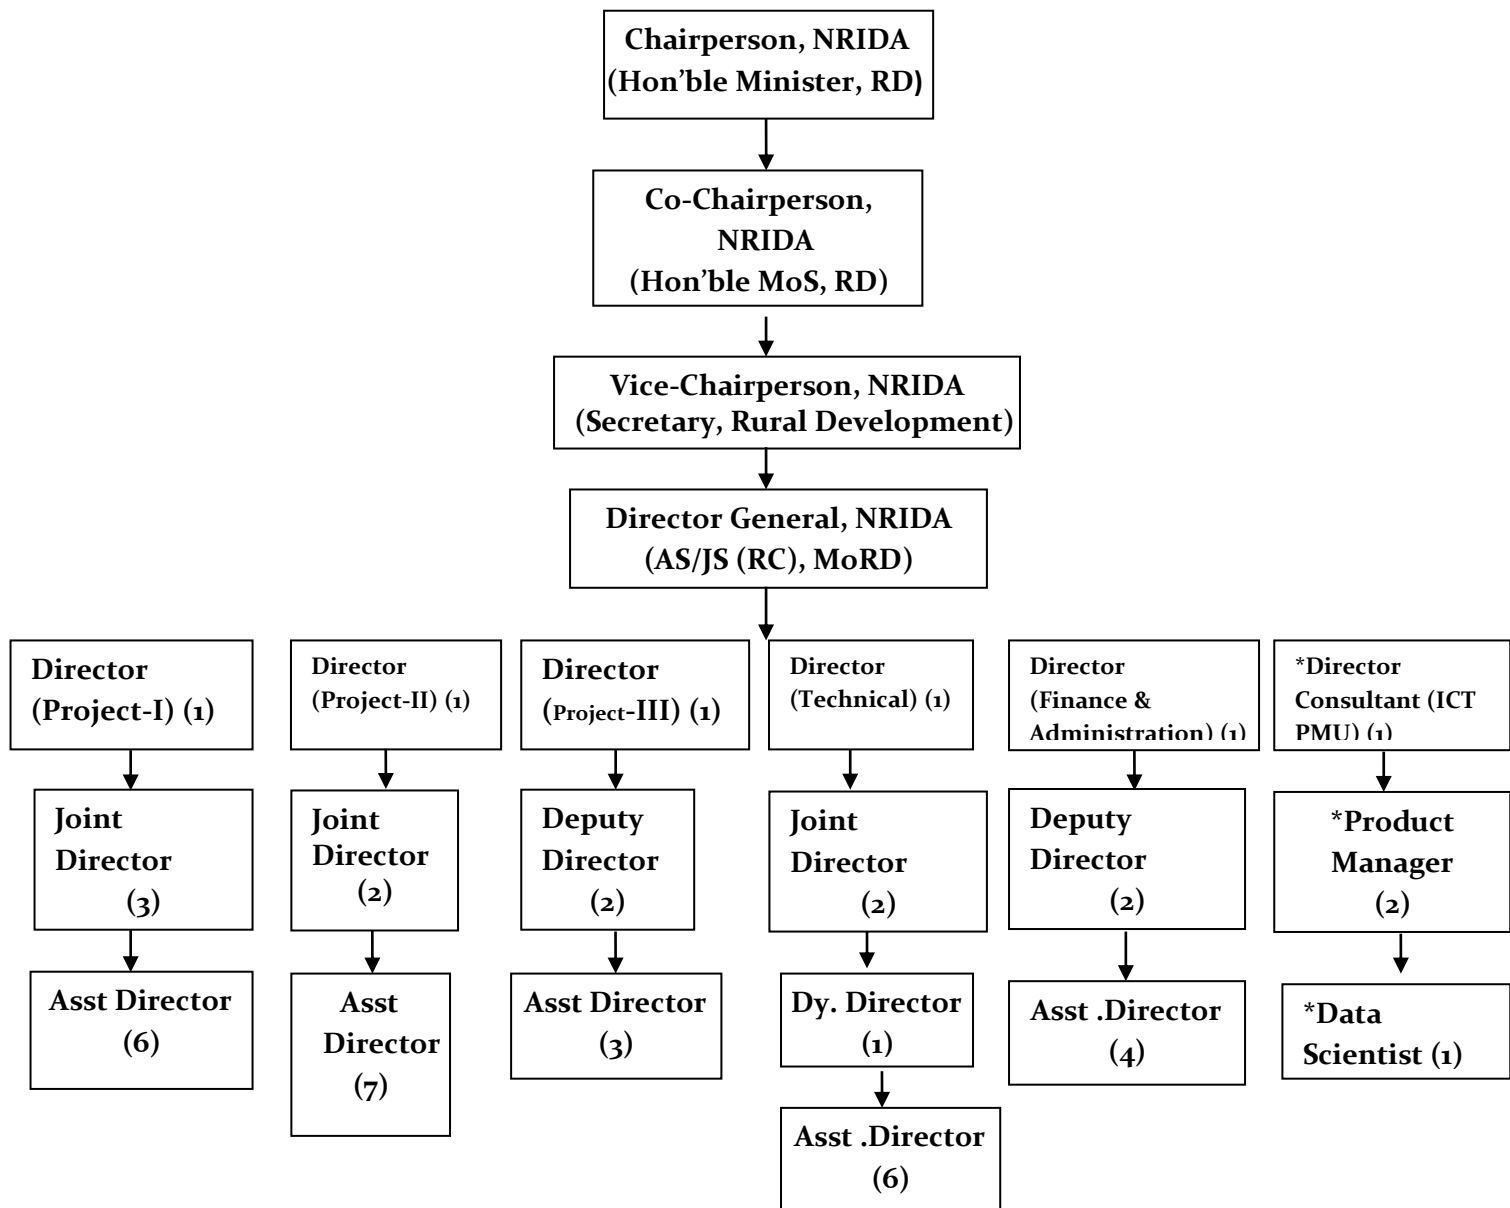 Chairperson, NRIDA
(Hon’ble Minister, RD)
Co-Chairperson,
NRIDA
(Hon’ble MoS, RD)
Vice-Chairperson, NRIDA
(Secretary, Rural Development)
Director General, NRIDA
(AS/JS (RC), MoRD)
Director
(Project-I) (1)
Director
(Project-II) (1)
Director
(Project-III) (1)
Director
(Technical) (1)
Director
(Finance &
Administration) (1)
*Director
Consultant (ICT
PMU) (1)
Joint
Director
(3)
Joint
Director
(2)
Deputy
Director
(2)
Joint
Director
(2)
Deputy
Director
(2)
*Product
Manager
(2)
Asst Director
(6)
Asst
Director
(7)
Asst Director
(3)
Dy. Director
(1)
Asst .Director
(4)
*Data
Scientist (1)
Asst .Director
(6)